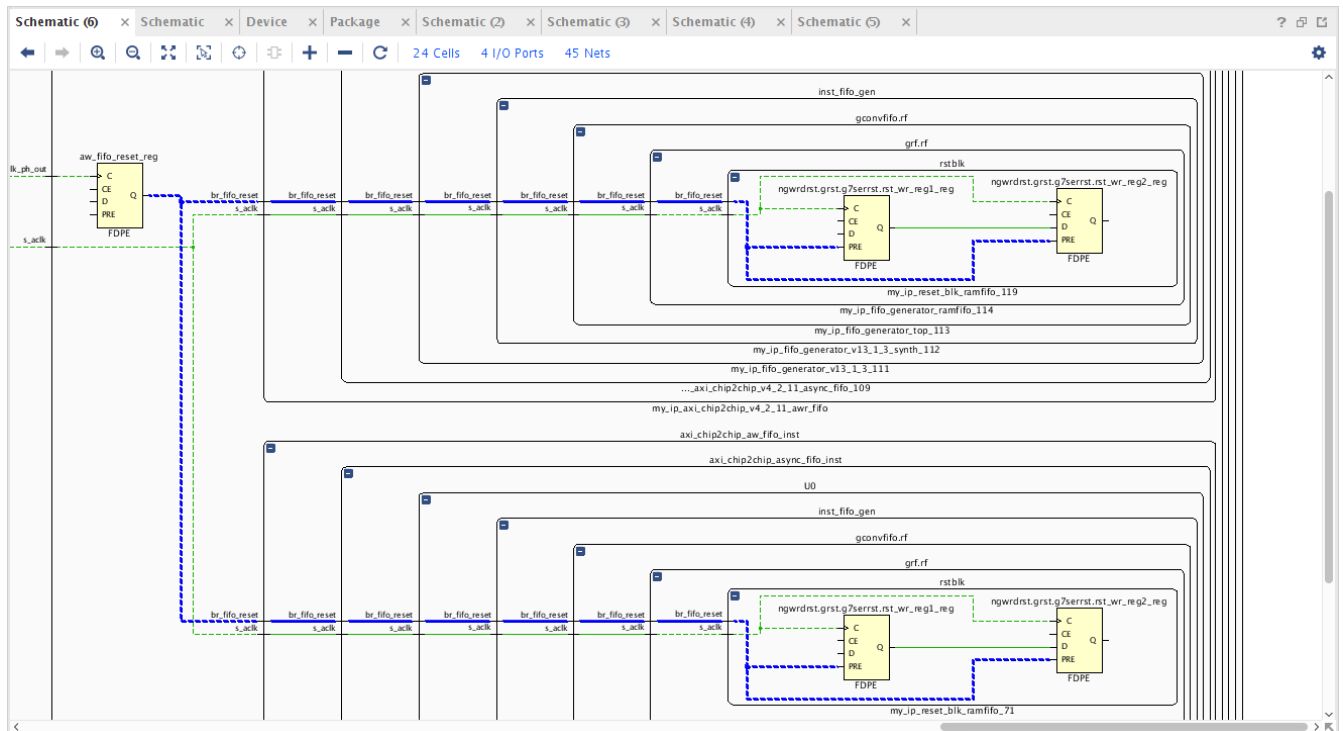 Schematic (6) × Schematic × Device × Package × Schematic (2) × Schematic (3) × Schematic (4) × Schematic (5) × ?
24 Cells 4 I/O Ports 45 Nets
inst_fifo_gen
gconvfifo.rf
grf.rf
rstblk
aw_fifo_reset_reg
lk_ph_out
C
CE
D
PRE
Q
FDPE
s_aclk
br_fifo_reset br_fifo_reset br_fifo_reset br_fifo_reset br_fifo_reset br_fifo_reset
s_aclk s_aclk s_aclk s_aclk s_aclk s_aclk
ngwrdrst.grst.g7serrst.rst_wr_reg1_reg
C
CE
D
PRE
Q
FDPE
ngwrdrst.grst.g7serrst.rst_wr_reg2_reg
C
CE
D
PRE
Q
FDPE
my_ip_reset_blk_ramfifo_119
my_ip_fifo_generator_ramfifo_114
my_ip_fifo_generator_top_113
my_ip_fifo_generator_v13_1_3_synth_112
my_ip_fifo_generator_v13_1_3_111
..._axi_chip2chip_v4_2_11_async_fifo_109
my_ip_axi_chip2chip_v4_2_11_awr_fifo
axi_chip2chip_aw_fifo_inst
axi_chip2chip_async_fifo_inst
U0
inst_fifo_gen
gconvfifo.rf
grf.rf
rstblk
br_fifo_reset br_fifo_reset br_fifo_reset br_fifo_reset br_fifo_reset br_fifo_reset
s_aclk s_aclk s_aclk s_aclk s_aclk s_aclk
ngwrdrst.grst.g7serrst.rst_wr_reg1_reg
C
CE
D
PRE
Q
FDPE
ngwrdrst.grst.g7serrst.rst_wr_reg2_reg
C
CE
D
PRE
Q
FDPE
my_ip_reset_blk_ramfifo_71